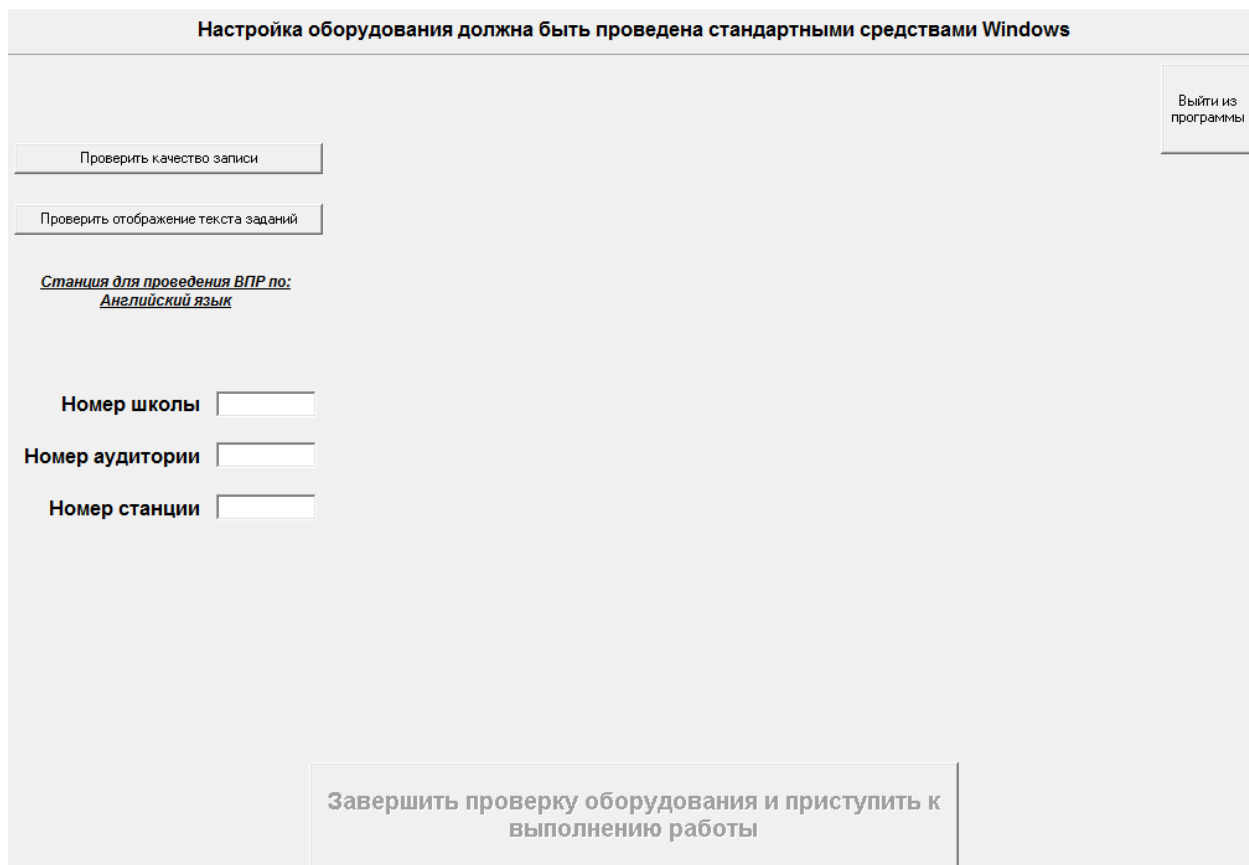 Настройка оборудования должна быть проведена стандартными средствами Windows
Выйти из
программы
Проверить качество записи
Проверить отображение текста заданий
Станция для проведения ВПР по:
Английский язык
Номер школы
Номер аудитории
Номер станции
Завершить проверку оборудования и приступить к
выполнению работы